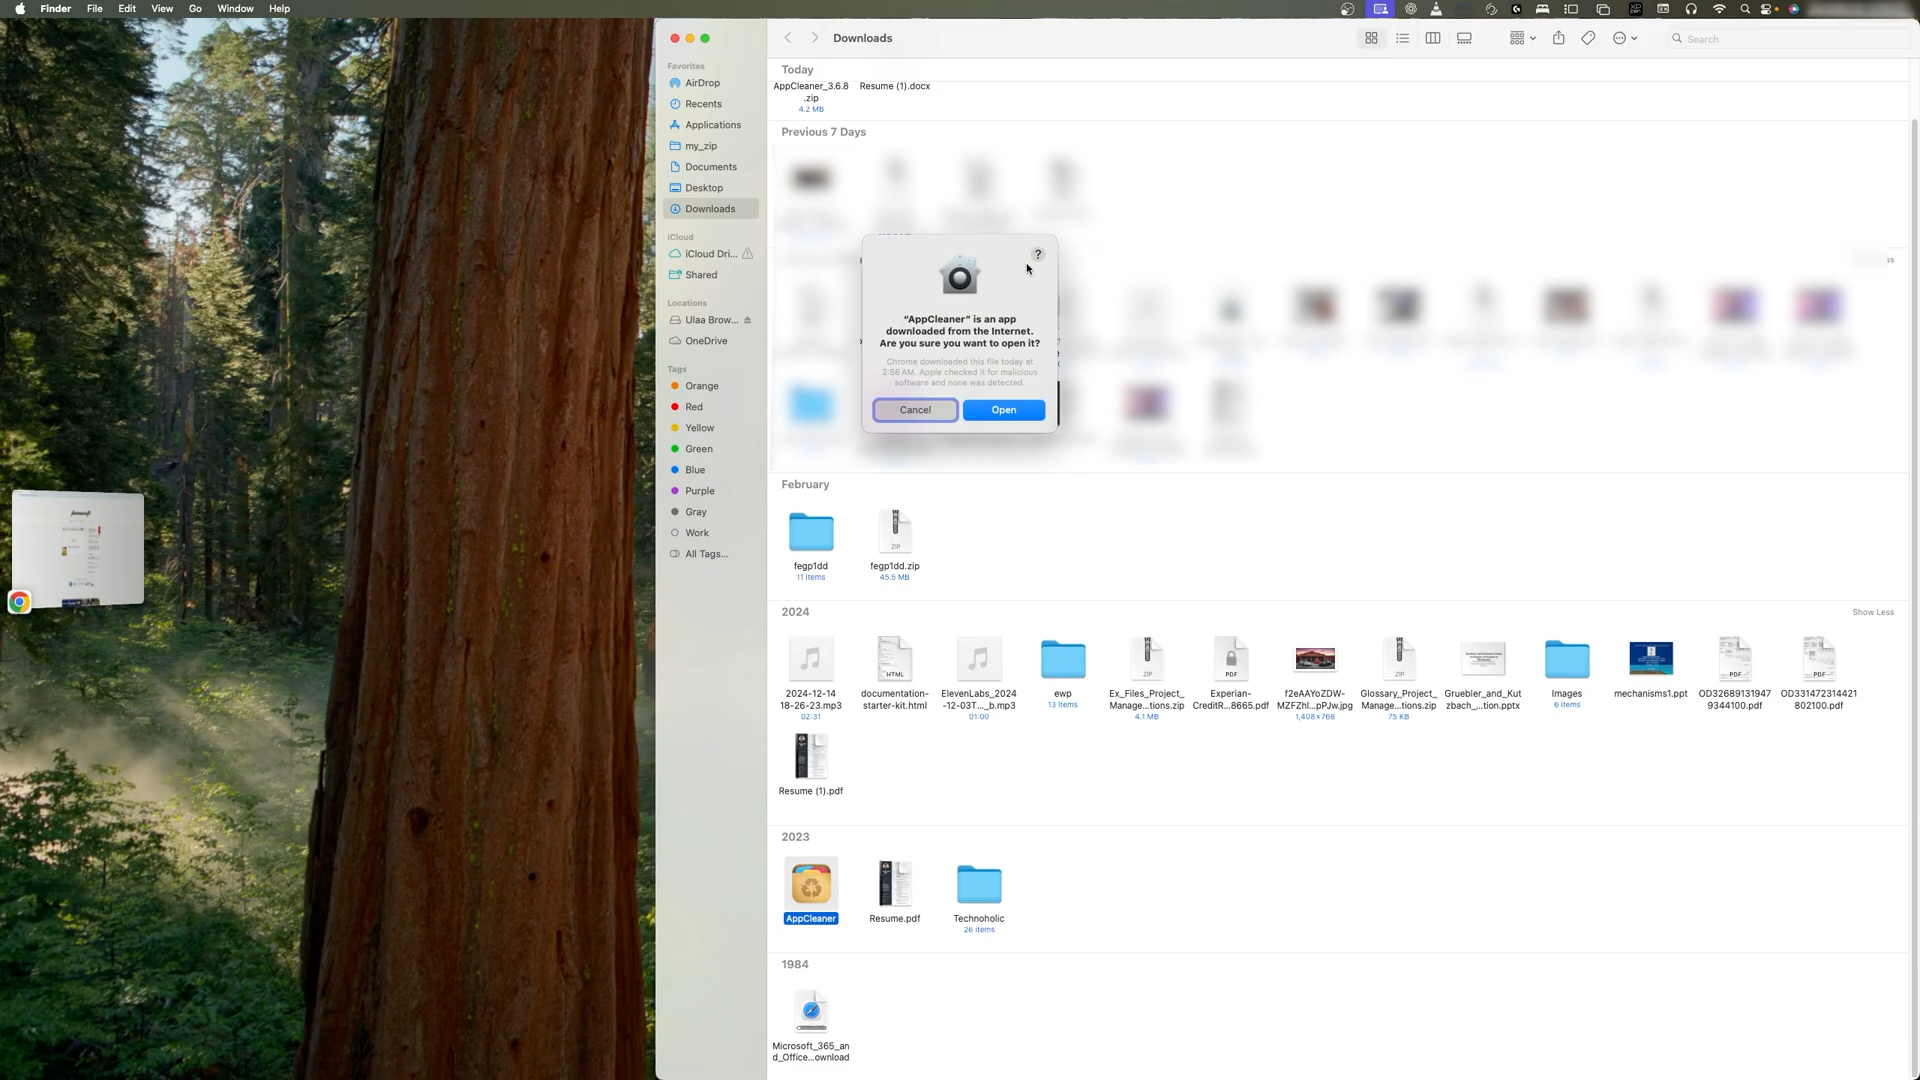 Finder File Edit View Go Window Help
Downloads
Search
Favorites
AirDrop
Recents
Applications
my_zip
Documents
Desktop
Downloads
iCloud
iCloud Dri...
Shared
Locations
Ulaa Brow...
OneDrive
Tags
Orange
Red
Yellow
Green
Blue
Purple
Gray
Work
All Tags...
Today
AppCleaner_3.6.8
.zip
4.2 MB
Resume (1).docx
Previous 7 Days
?
“AppCleaner” is an app
downloaded from the Internet.
Are you sure you want to open it?
Chrome downloaded this file today at
2:56 AM. Apple checked it for malicious
software and none was detected.
Cancel
Open
February
fegp1dd
11 items
ZIP
fegp1dd.zip
45.5 MB
2024
Show Less
2024-12-14
18-26-23.mp3
02:31
HTML
documentation-
starter-kit.html
ElevenLabs_2024
-12-03T..._b.mp3
01:00
ewp
13 items
ZIP
Ex_Files_Project_
Manage...tions.zip
4.1 MB
PDF
Experian-
CreditR...8665.pdf
f2eAAYoZDW-
MZFZhl...pPJw.jpg
1,408×768
ZIP
Glossary_Project_
Manage...tions.zip
75 KB
Gruebler_and_Kut
zbach_...tion.pptx
Images
6 items
mechanisms1.ppt
PDF
OD32689131947
9344100.pdf
PDF
OD331472314421
802100.pdf
Resume (1).pdf
2023
AppCleaner
Resume.pdf
Technoholic
26 items
1984
Microsoft_365_an
d_Office...ownload